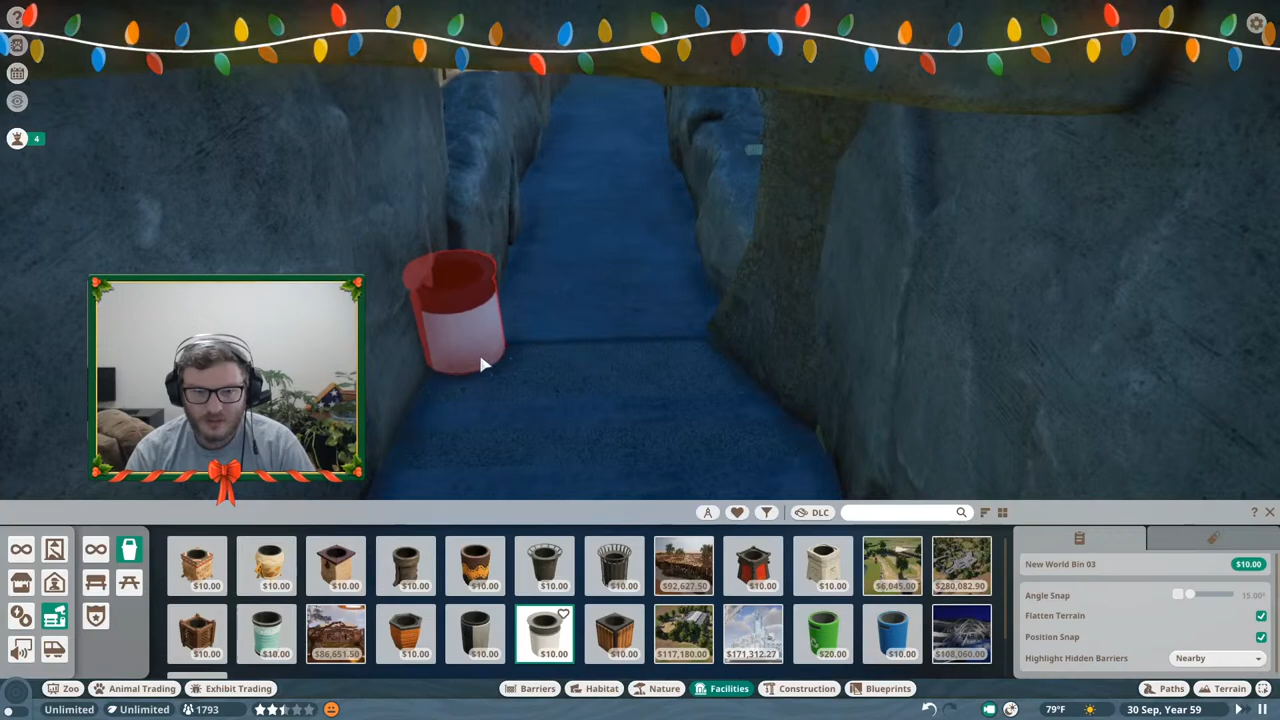 4
DLC
$10.00 $10.00 $10.00 $10.00 $10.00 $10.00 $10.00 $92,627.50 $10.00 $10.00 $6,045.00 $280,082.90
$10.00 $10.00 $86,651.50 $10.00 $10.00 $10.00 $10.00 $117,180.00 $171,312.27 $20.00 $10.00 $108,060.00
New World Bin 03 $10.00
Angle Snap 15.00°
Flatten Terrain
Position Snap
Highlight Hidden Barriers Nearby
Zoo Animal Trading Exhibit Trading Barriers Habitat Nature Facilities Construction Blueprints Paths Terrain
Unlimited Unlimited 1793 79°F 30 Sep, Year 59